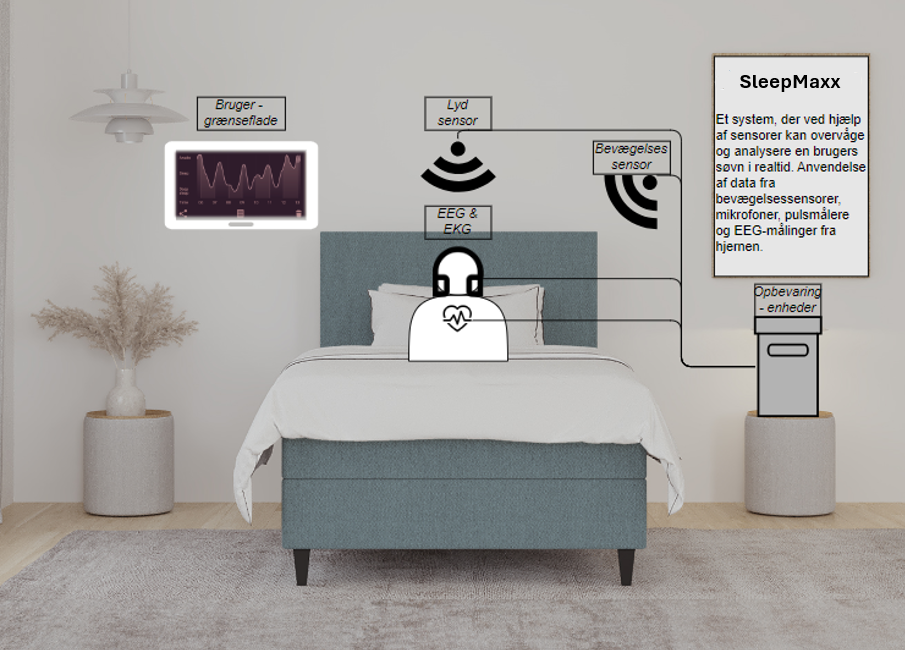 Bruger -
grænseflade
Lyd
sensor
Bevægelses
sensor
EEG &
EKG
SleepMaxx
Et system, der ved hjælp
af sensorer kan overvåge
og analysere en brugers
søvn i realtid. Anvendelse
af data fra
bevægelsessensorer,
mikrofoner, pulsmålere
og EEG-målinger fra
hjernen.
Opbevaring
- enheder